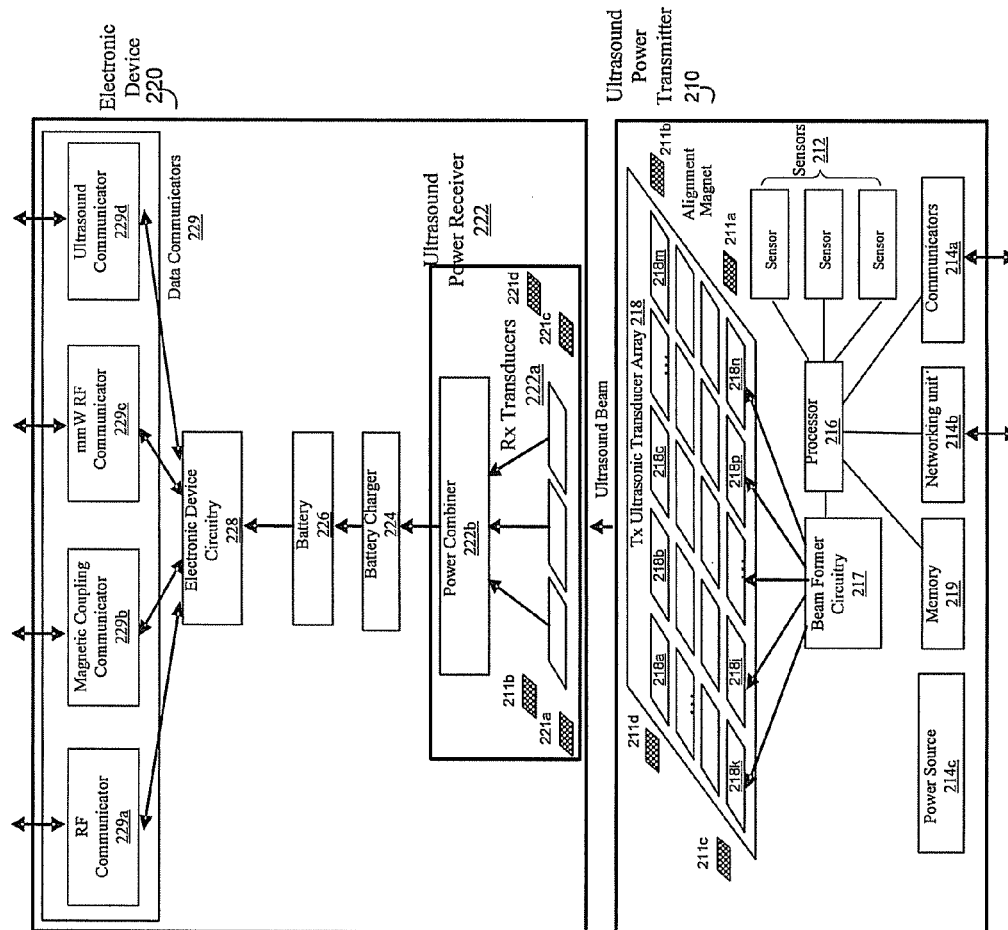 Electronic
Device
220
Ultrasound
Communicator
229d
mmW RF
Communicator
229c
Magnetic Coupling
Communicator
229b
RF
Communicator
229a
Data Communicators
229
Electronic Device
Circuitry
228
Battery
226
Battery Charger
224
Ultrasound
Power Receiver
222
Power Combiner
222b
Rx Transducers
222a
221d
221c
211b
221a
Ultrasound Beam
Ultrasound
Power
Transmitter
210
Tx Ultrasonic Transducer Array 218
218m
...
218c
218b
218a
....
218n
218p
...
218i
218k
211b
Alignment
Magnet
211a
211d
211c
Sensors
212
Sensor
Sensor
Sensor
Processor
216
Beam Former
Circuitry
217
Communicators
214a
Networking unit
214b
Memory
219
Power Source
214c